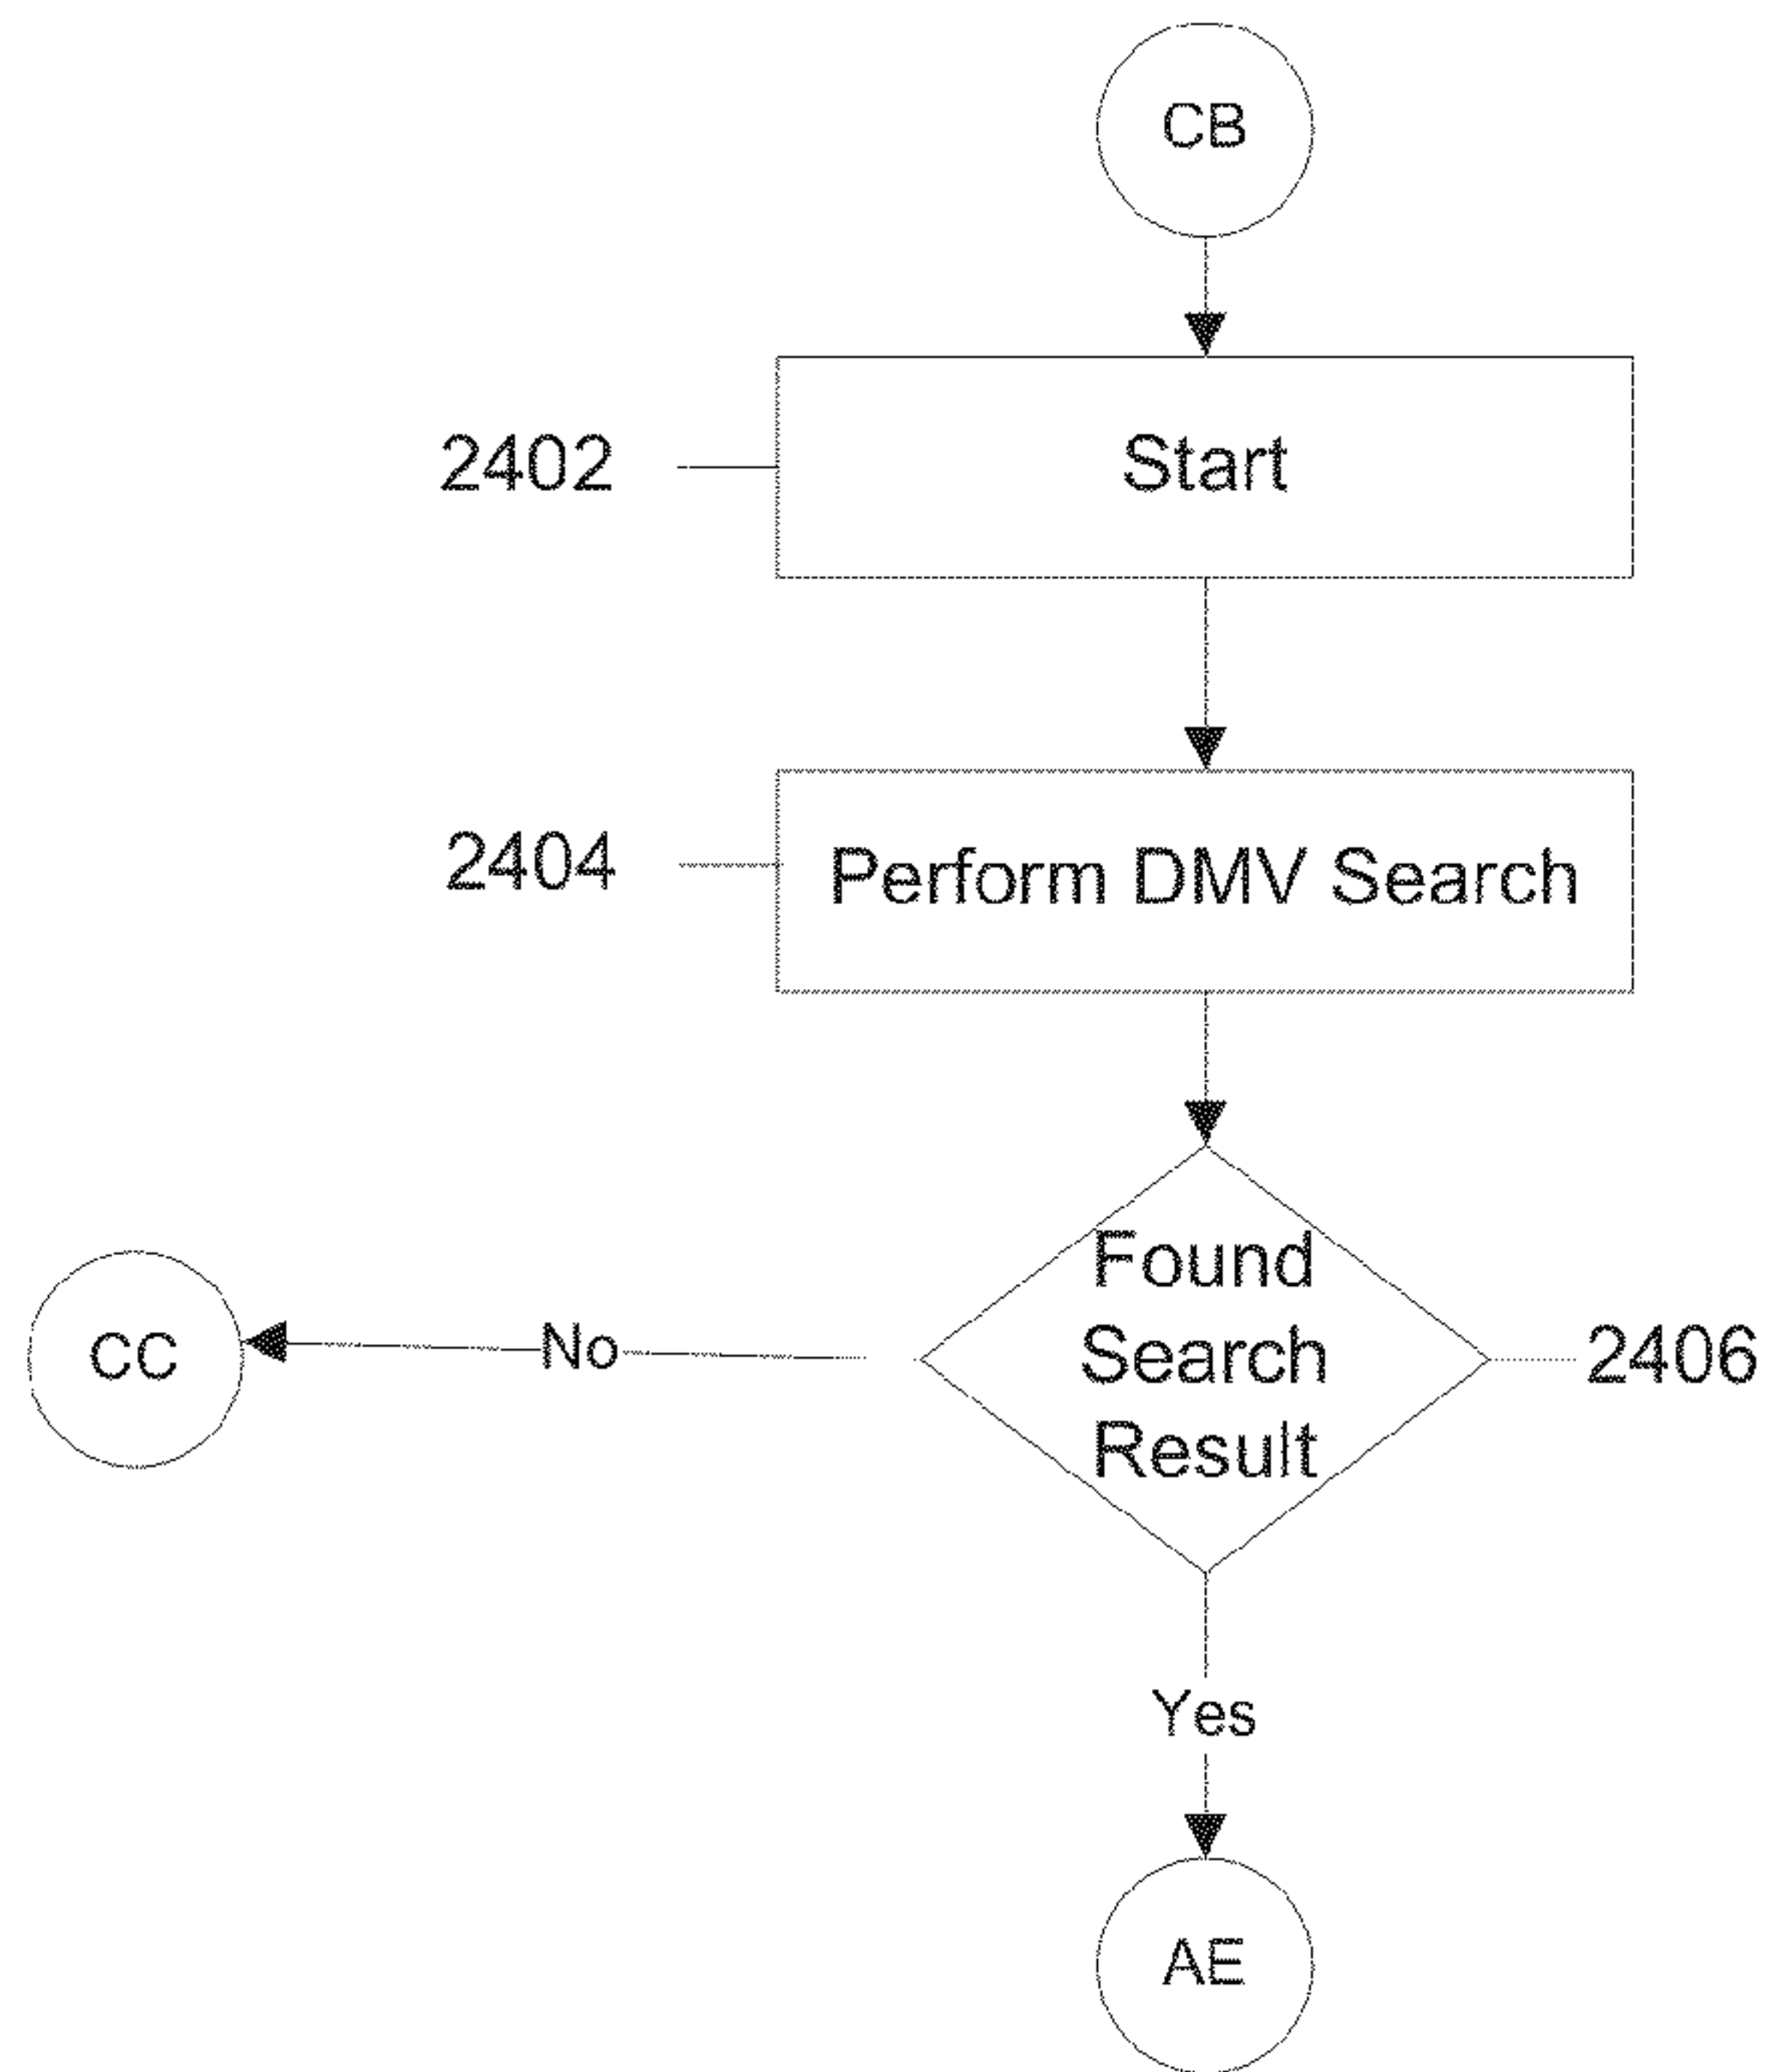 CB
2402
Start
2404
Perform DMV Search
Found
Search
Result
2406
No
CC
Yes
AE